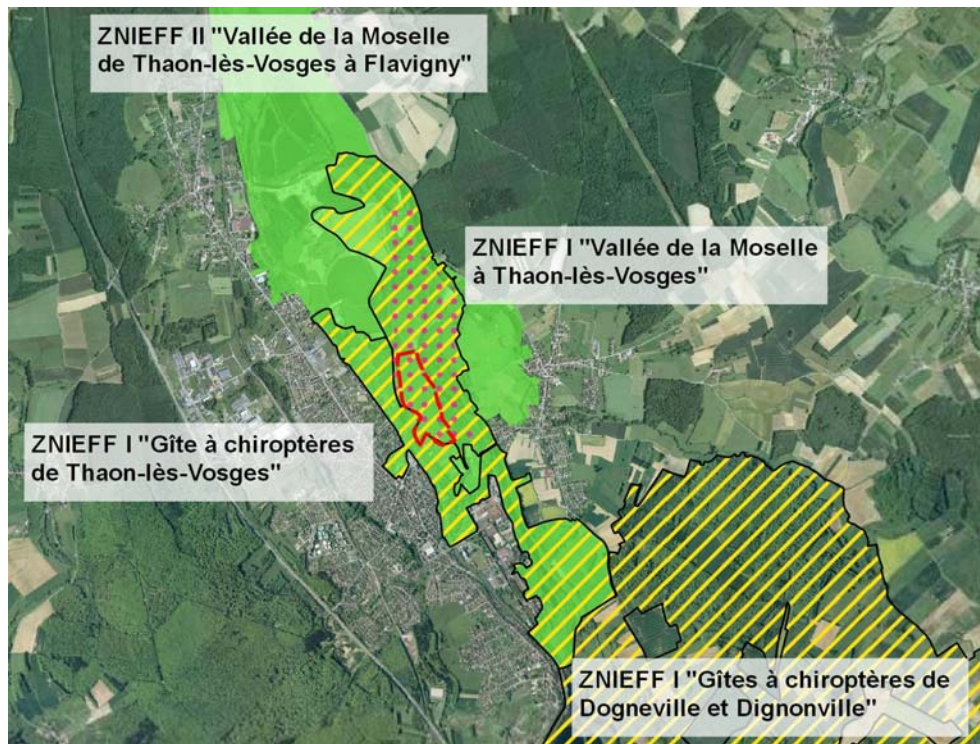 ZNIEFF II "Vallée de la Moselle
de Thaon-lès-Vosges à Flavigny"
ZNIEFF I "Vallée de la Moselle
à Thaon-lès-Vosges"
ZNIEFF I "Gîte à chiroptères
de Thaon-lès-Vosges"
ZNIEFF I "Gîtes à chiroptères de
Dogneville et Dignonville"